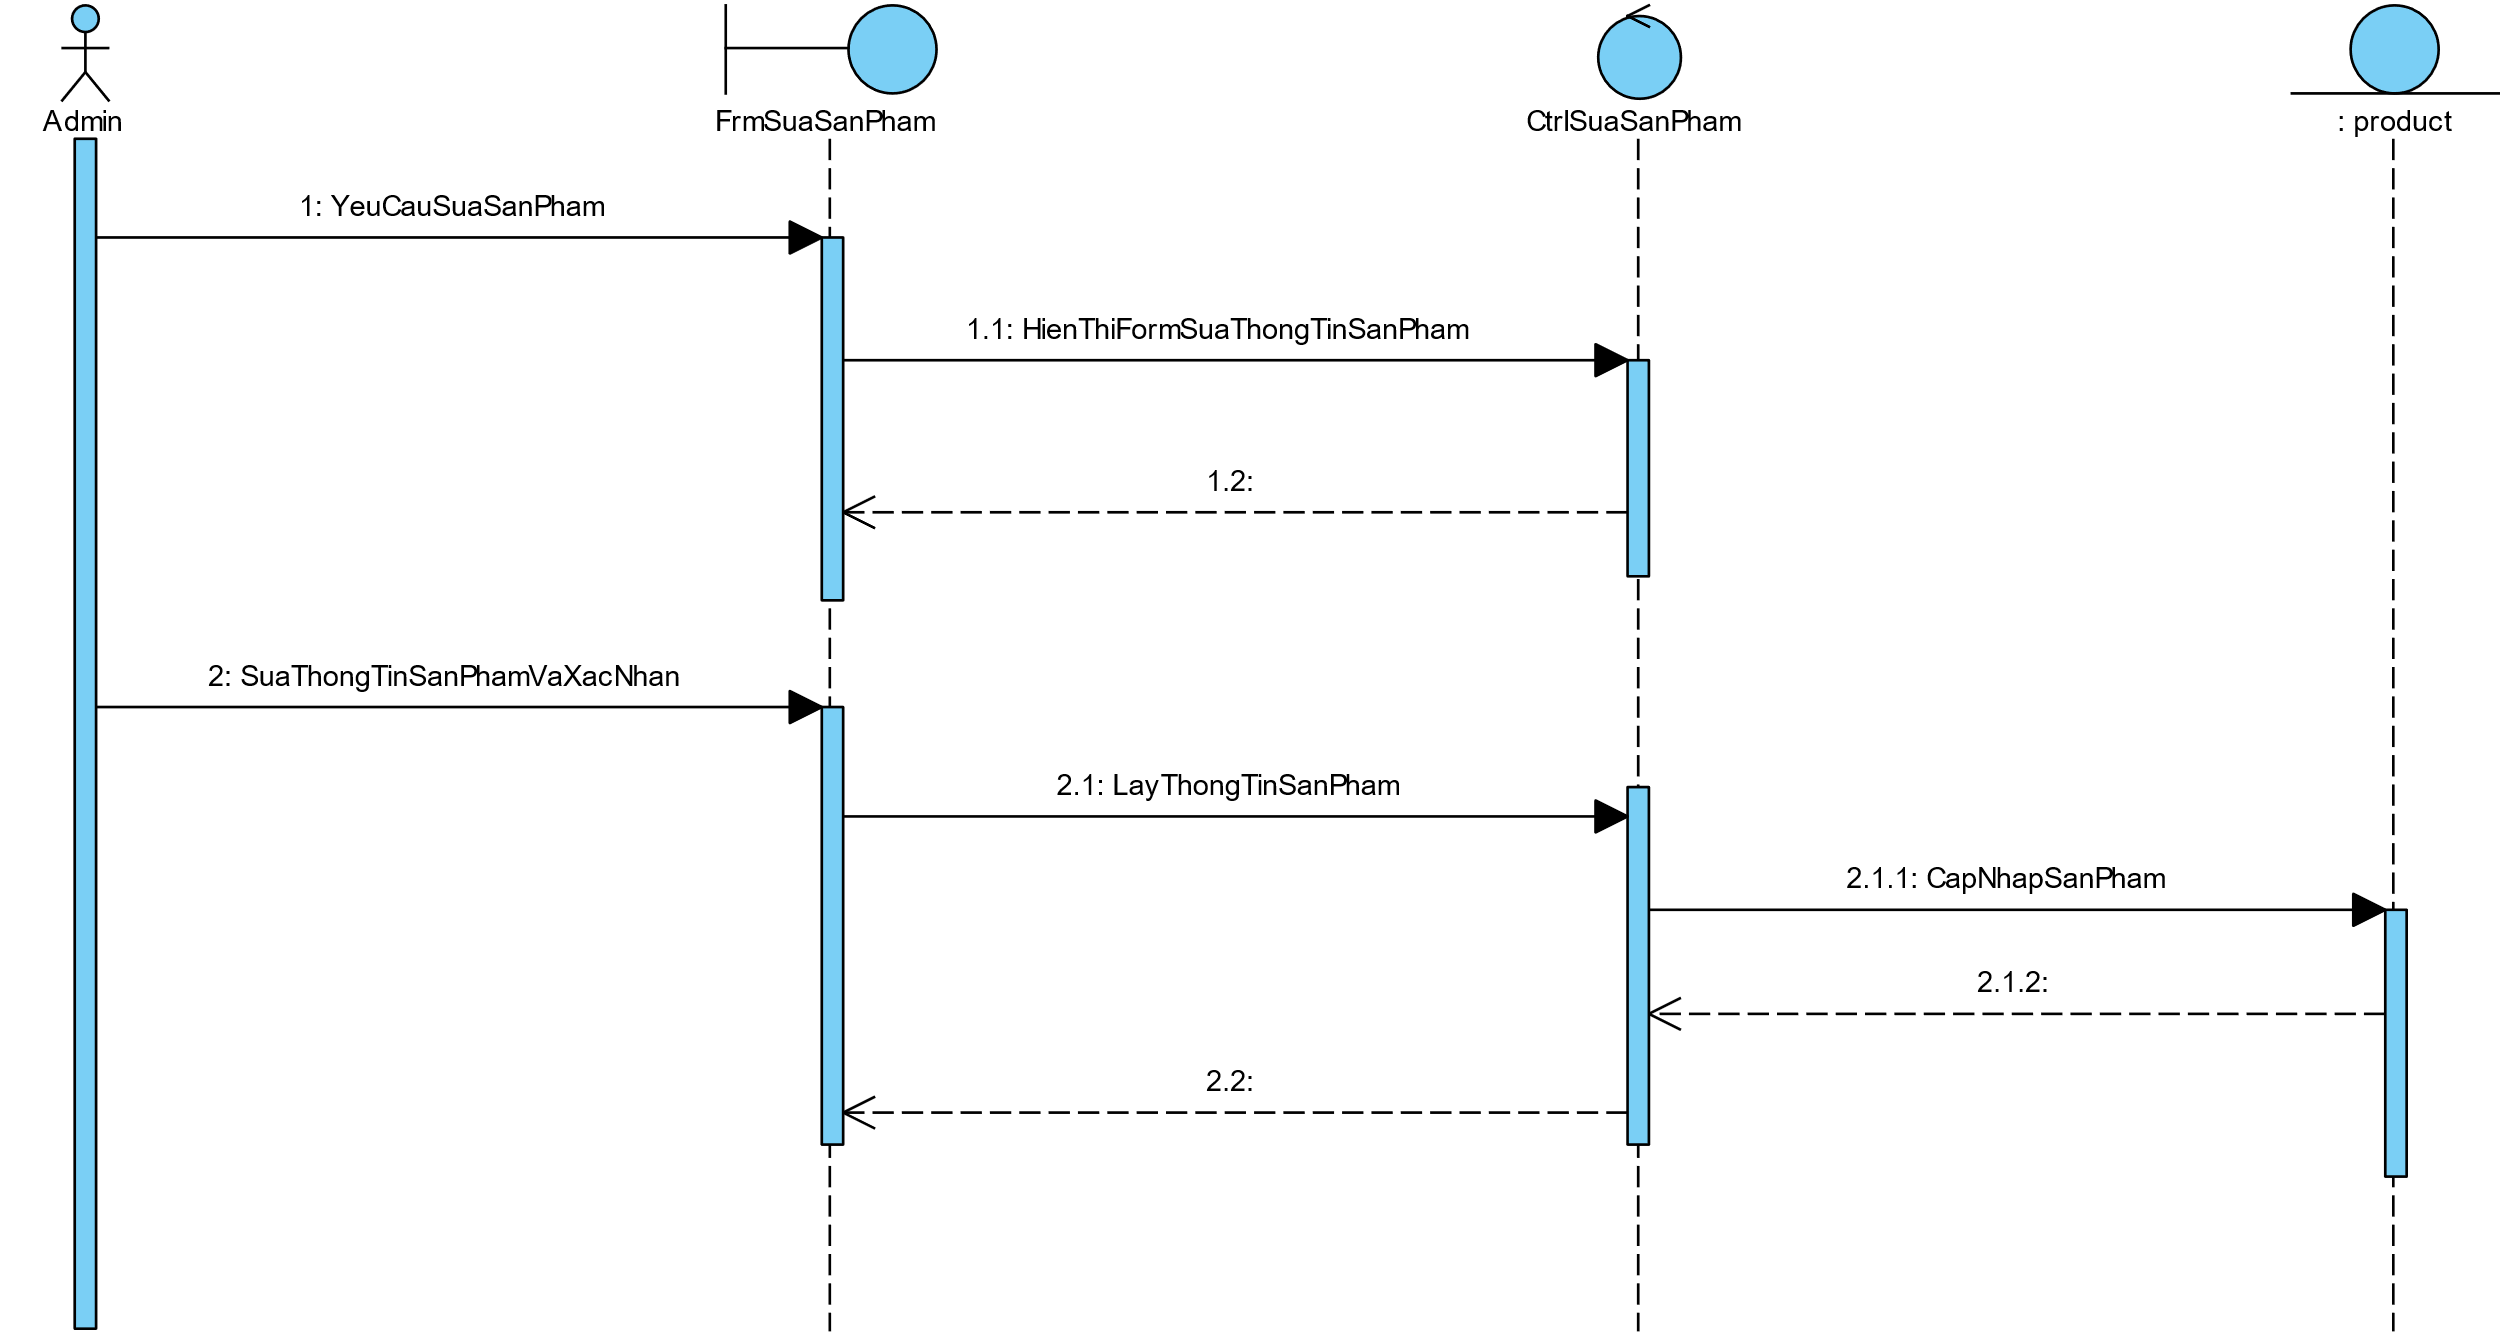 Admin
FrmSuaSanPham
CtrlSuaSanPham
: product
1: YeuCauSuaSanPham
1.1: HienThiFormSuaThongTinSanPham
1.2:
2: SuaThongTinSanPhamVaXacNhan
2.1: LayThongTinSanPham
2.1.1: CapNhapSanPham
2.1.2:
2.2: